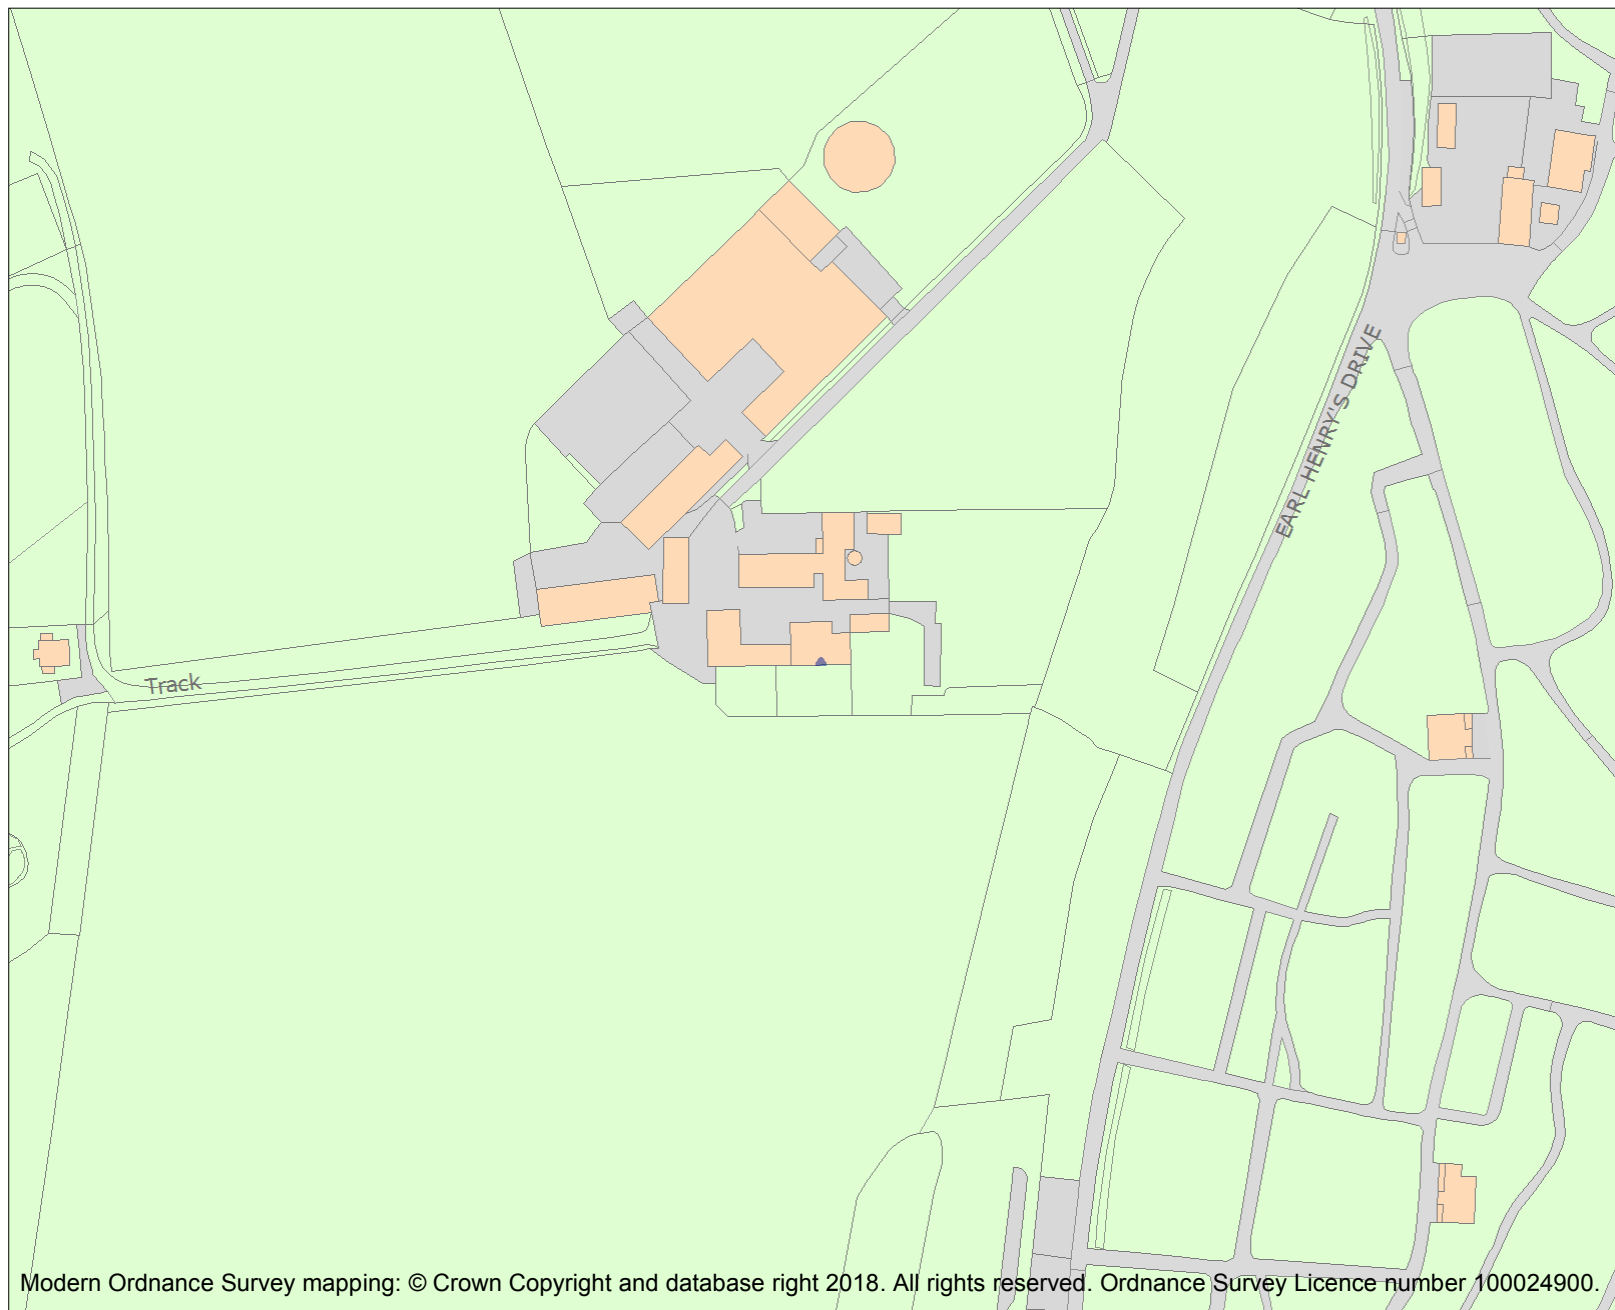 EARL HENRY'S DRIVE
Track
Modern Ordnance Survey mapping: © Crown Copyright and database right 2018. All rights reserved. Ordnance Survey Licence number 100024900.